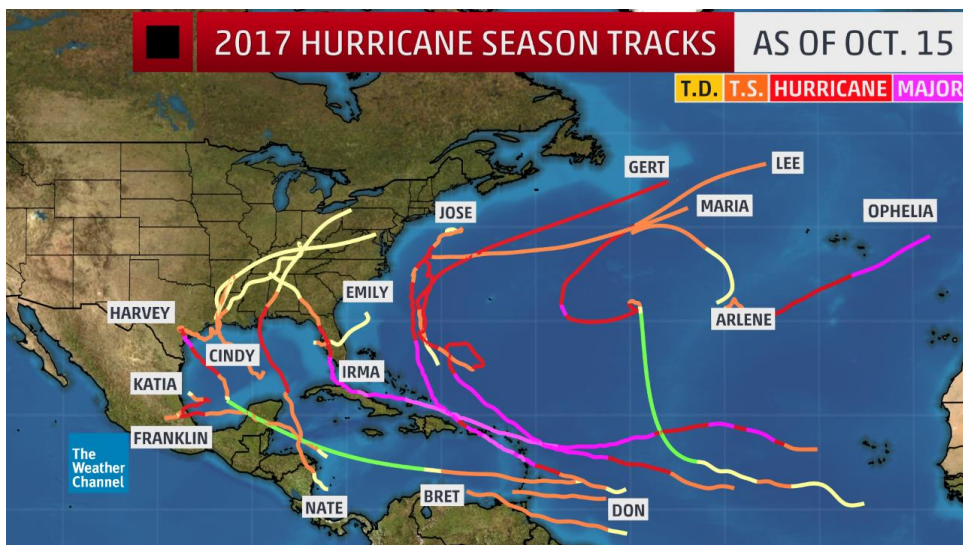 2017 HURRICANE SEASON TRACKS
AS OF OCT. 15
T.D. T.S. HURRICANE MAJOR
GERT
LEE
JOSE
MARIA
OPHELIA
EMILY
HARVEY
ARLENE
CINDY
IRMA
KATIA
FRANKLIN
The
Weather
Channel
NATE
BRET
DON